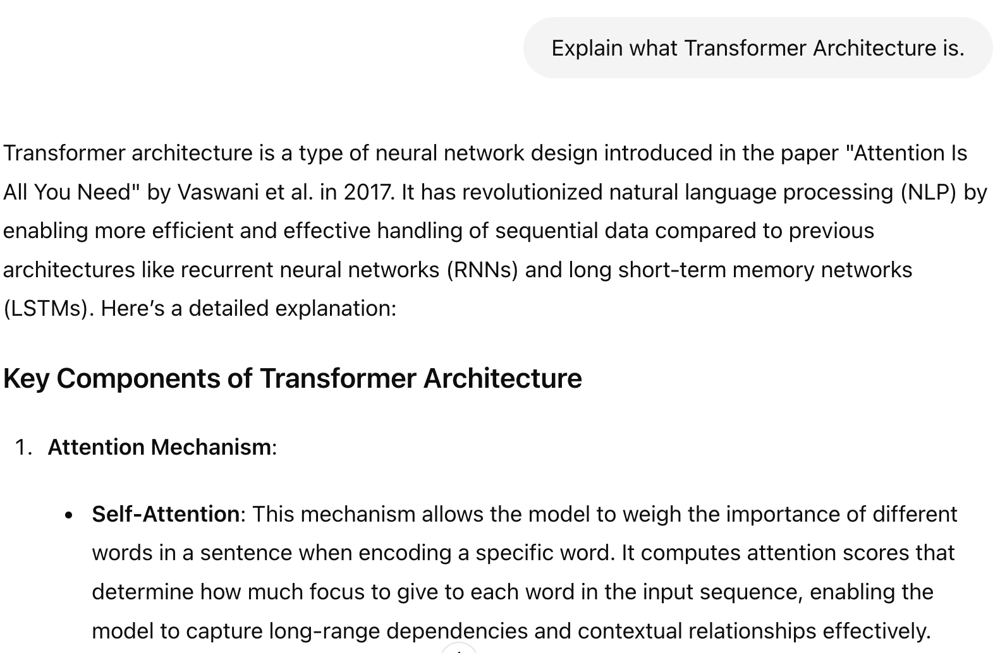 Explain what Transformer Architecture is.
Transformer architecture is a type of neural network design introduced in the paper "Attention Is
All You Need" by Vaswani et al. in 2017. It has revolutionized natural language processing (NLP) by
enabling more efficient and effective handling of sequential data compared to previous
architectures like recurrent neural networks (RNNs) and long short-term memory networks
(LSTMs). Here’s a detailed explanation:
Key Components of Transformer Architecture
1. Attention Mechanism:
• Self-Attention: This mechanism allows the model to weigh the importance of different
words in a sentence when encoding a specific word. It computes attention scores that
determine how much focus to give to each word in the input sequence, enabling the
model to capture long-range dependencies and contextual relationships effectively.